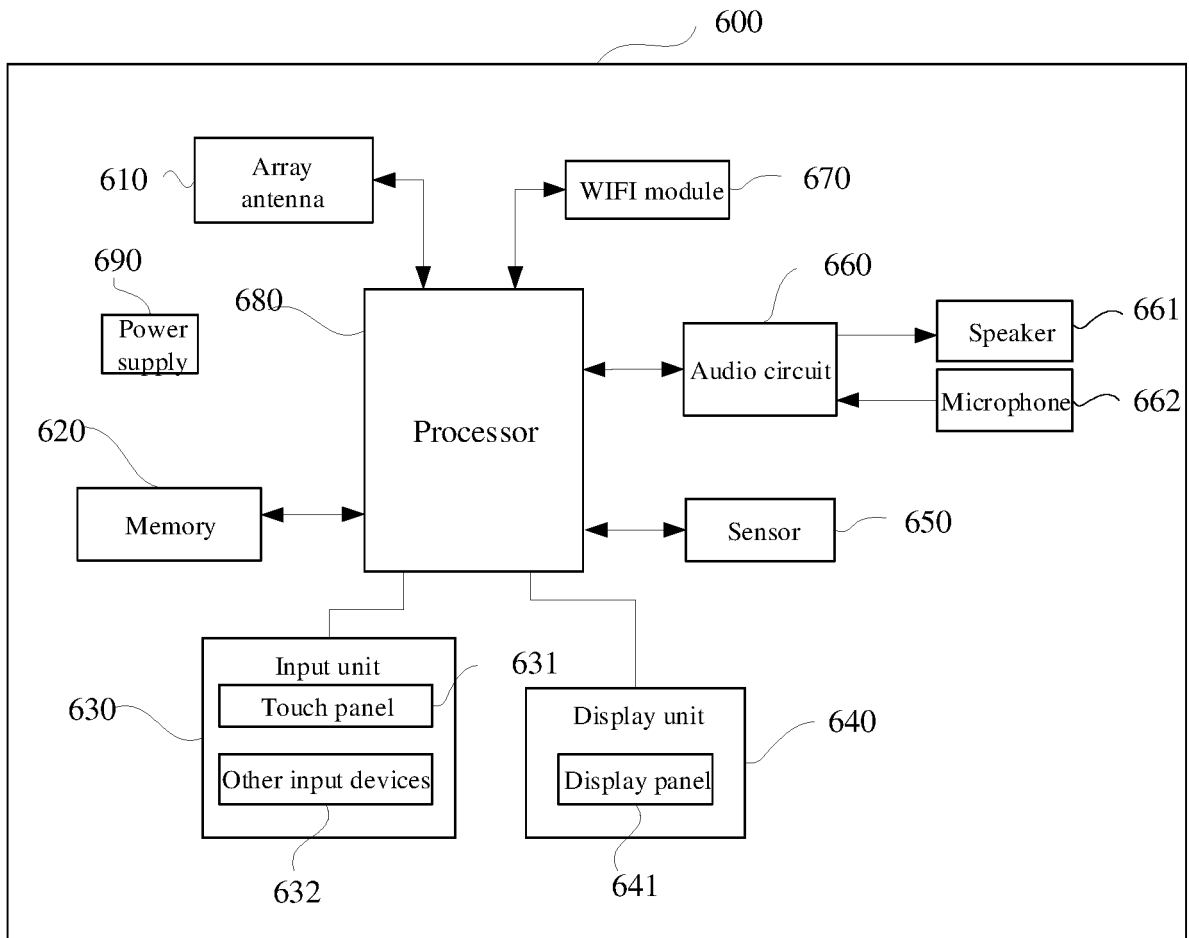 600
Array
antenna
610
WIFI module
670
690
680
660
Power
supply
Speaker
661
Audio circuit
Microphone
662
Processor
620
Memory
Sensor
650
Input unit
631
630
Touch panel
Display unit
640
Other input devices
Display panel
632
641